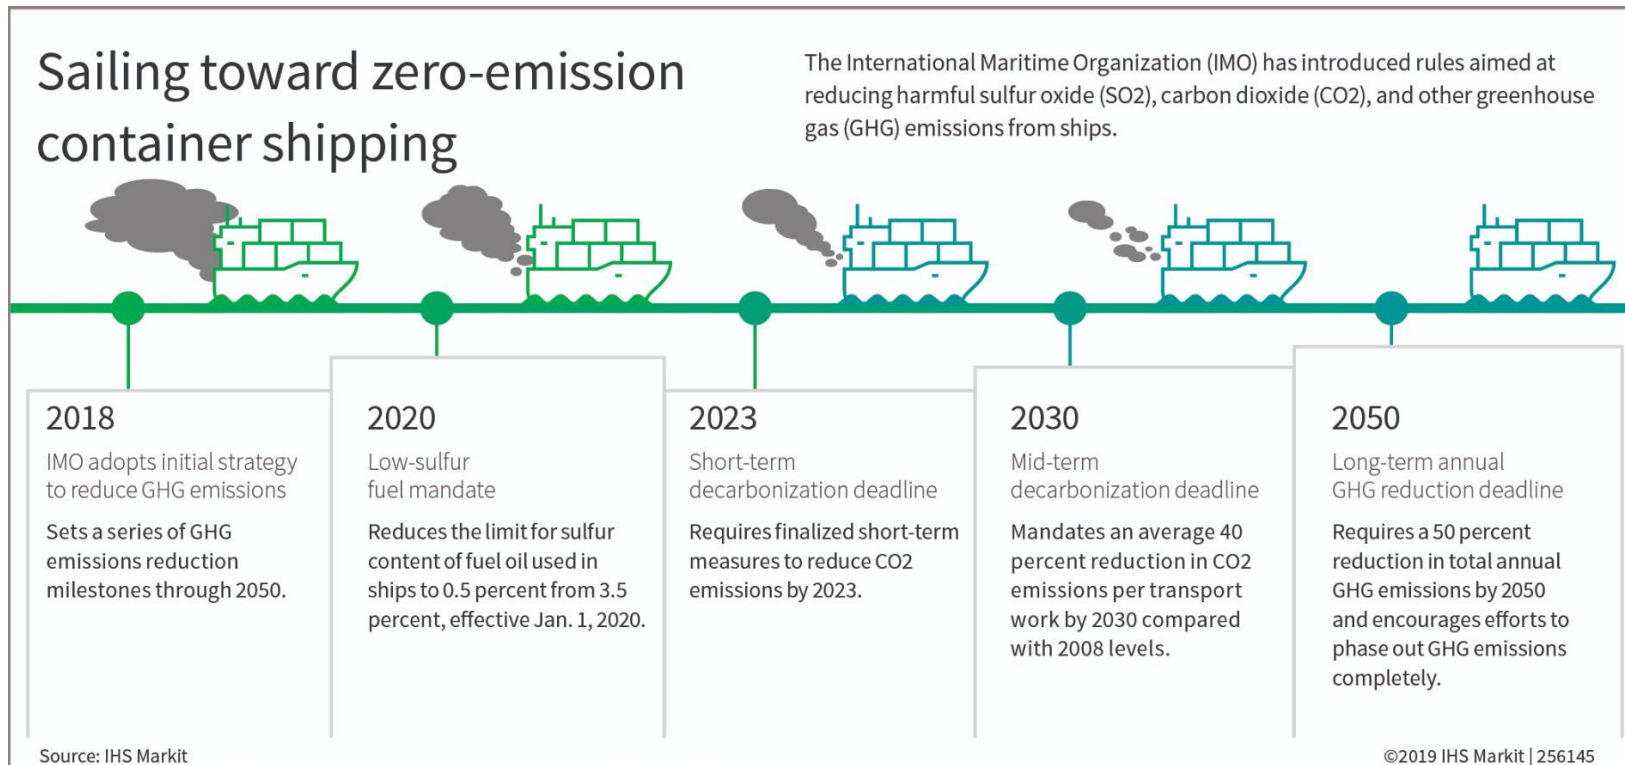 Sailing toward zero-emission
container shipping
The International Maritime Organization (IMO) has introduced rules aimed at
reducing harmful sulfur oxide (SO2), carbon dioxide (CO2), and other greenhouse
gas (GHG) emissions from ships.
2018
IMO adopts initial strategy
to reduce GHG emissions
Sets a series of GHG
emissions reduction
milestones through 2050.
2020
Low-sulfur
fuel mandate
Reduces the limit for sulfur
content of fuel oil used in
ships to 0.5 percent from 3.5
percent, effective Jan. 1, 2020.
2023
Short-term
decarbonization deadline
Requires finalized short-term
measures to reduce CO2
emissions by 2023.
2030
Mid-term
decarbonization deadline
Mandates an average 40
percent reduction in CO2
emissions per transport
work by 2030 compared
with 2008 levels.
2050
Long-term annual
GHG reduction deadline
Requires a 50 percent
reduction in total annual
GHG emissions by 2050
and encourages efforts to
phase out GHG emissions
completely.
Source: IHS Markit
©2019 IHS Markit | 256145